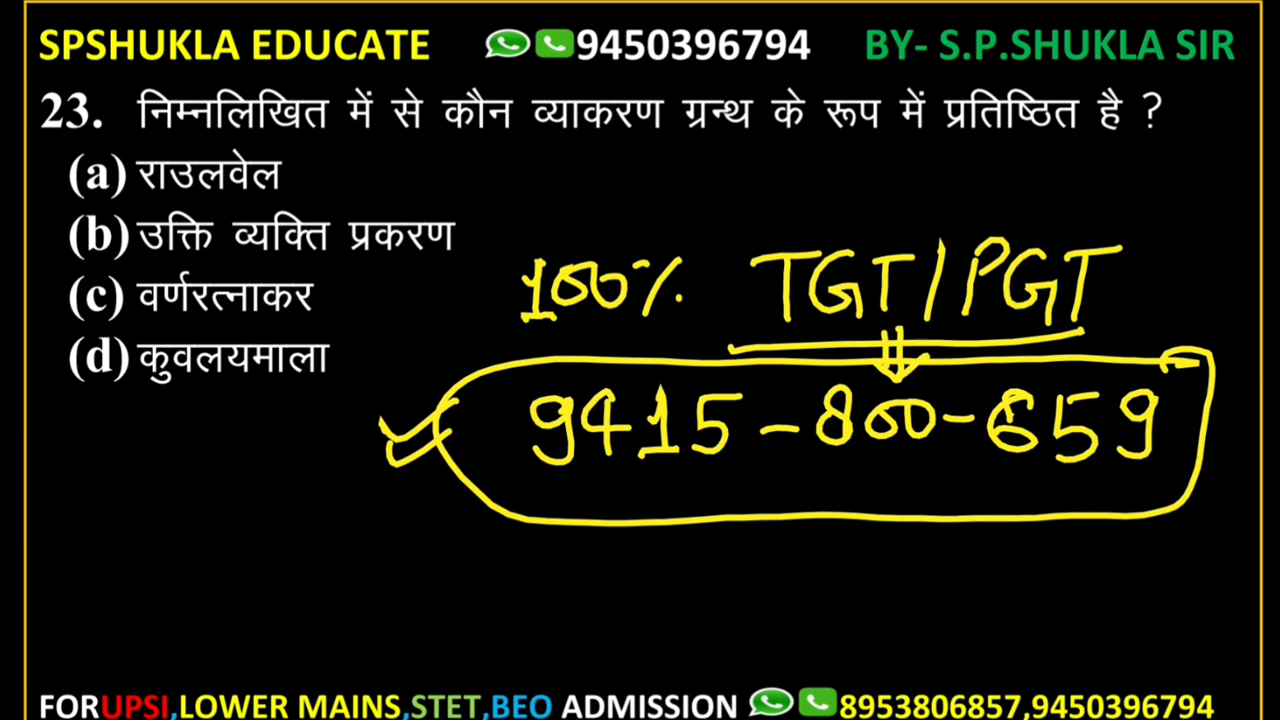 SPSHUKLA EDUCATE 9450396794 BY- S.P.SHUKLA SIR
23. निम्नलिखित में से कौन व्याकरण ग्रन्थ के रूप में प्रतिष्ठित है ?
(a) राउलवेल
(b) उक्ति व्यक्ति प्रकरण
(c) वर्णरत्नाकर
(d) कुवलयमाला
100% TGT/PGT
9415-800-659
FORUPSI,LOWER MAINS,STET,BEO ADMISSION 8953806857,9450396794